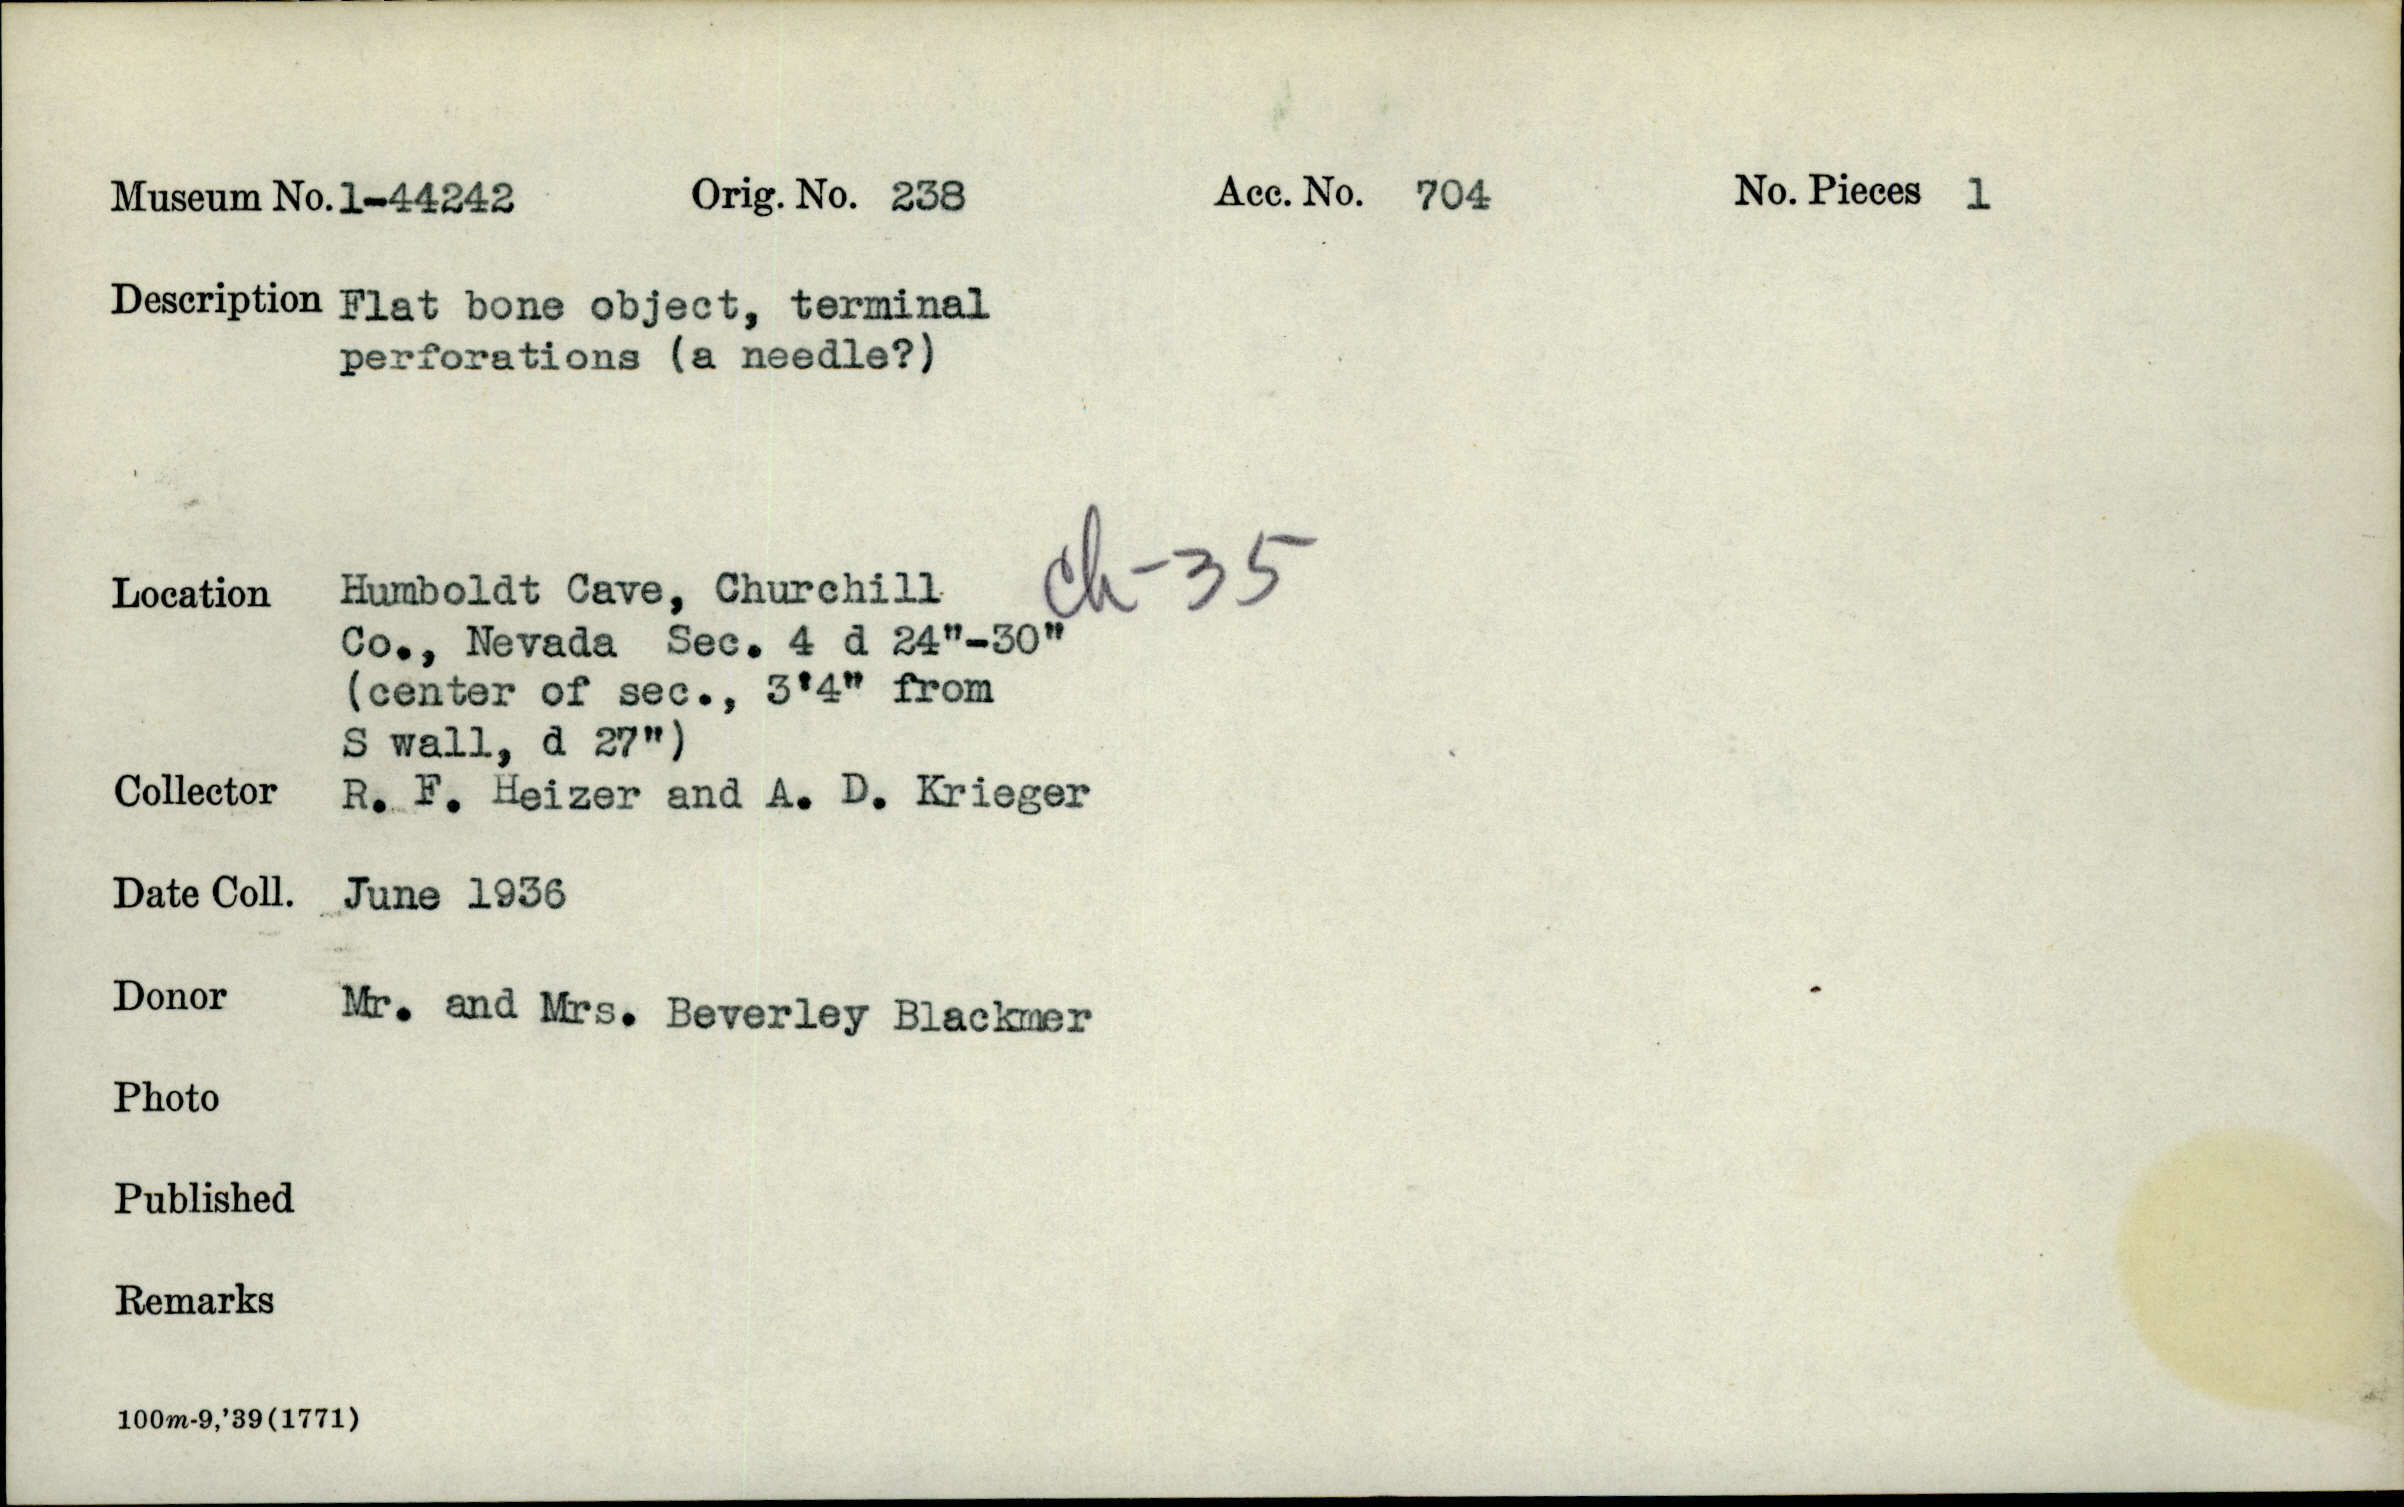 Museum No. 1-44242 Orig. No. 238 Acc. No. 704 No. Pieces 1
Description Flat bone object, terminal
perforations (a needle?)
Ch-35
Location Humboldt Cave, Churchill
Co., Nevada Sec. 4 d 24"-30"
(center of sec., 3'4" from
S wall, d 27")
Collector R. F. Heizer and A. D. Krieger
Date Coll. June 1936
Donor Mr. and Mrs. Beverley Blackmer
Photo
Published
Remarks
100m-9,'39(1771)